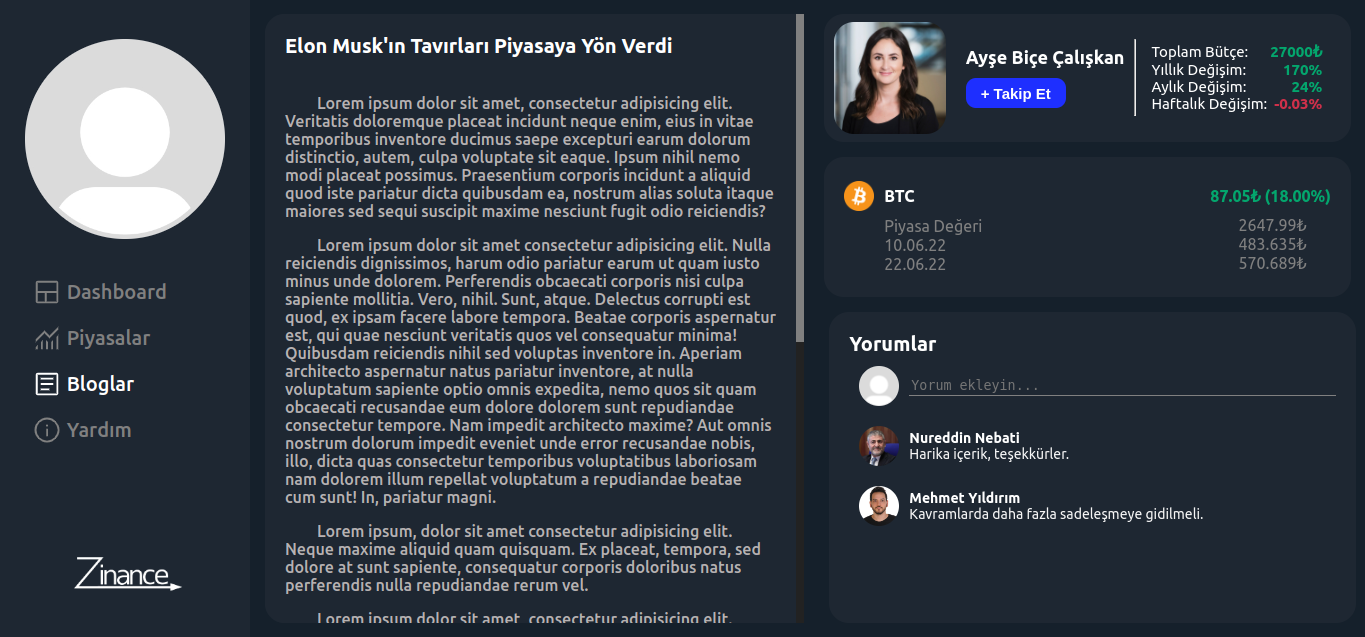 Dashboard
Piyasalar
Bloglar
Yardım
Zinance
Elon Musk'ın Tavırları Piyasaya Yön Verdi
Lorem ipsum dolor sit amet, consectetur adipisicing elit.
Veritatis doloremque placeat incidunt neque enim, eius in vitae
temporibus inventore ducimus saepe excepturi earum dolorum
distinctio, autem, culpa voluptate sit eaque. Ipsum nihil nemo
modi placeat possimus. Praesentium corporis incidunt a aliquid
quod iste pariatur dicta quibusdam ea, nostrum alias soluta itaque
maiores sed sequi suscipit maxime nesciunt fugit odio reiciendis?
Lorem ipsum dolor sit amet consectetur adipisicing elit. Nulla
reiciendis dignissimos, harum odio pariatur earum ut quam iusto
minus unde dolorem. Perferendis obcaecati corporis nisi culpa
sapiente mollitia. Vero, nihil. Sunt, atque. Delectus corrupti est
quod, ex ipsam facere labore tempora. Beatae corporis aspernatur
est, qui quae nesciunt veritatis quos vel consequatur minima!
Quibusdam reiciendis nihil sed voluptas inventore in. Aperiam
architecto aspernatur natus pariatur inventore, at nulla
voluptatum sapiente optio omnis expedita, nemo quos sit quam
obcaecati recusandae eum dolore dolorem sunt repudiandae
consectetur tempore. Nam impedit architecto maxime? Aut omnis
nostrum dolorum impedit eveniet unde error recusandae nobis,
illo, dicta quas consectetur temporibus voluptatibus laboriosam
nam dolorem illum repellat voluptatum a repudiandae beatae
cum sunt! In, pariatur magni.
Lorem ipsum, dolor sit amet consectetur adipisicing elit.
Neque maxime aliquid quam quisquam. Ex placeat, tempora, sed
dolore at sunt sapiente, consequatur corporis doloribus natus
perferendis nulla repudiandae rerum vel.
Lorem ipsum dolor sit amet, consectetur adipisicing elit.
Ayşe Biçe Çalışkan
+ Takip Et
Toplam Bütçe: 27000₺
Yıllık Değişim: 170%
Aylık Değişim: 24%
Haftalık Değişim: -0.03%
BTC 87.05₺ (18.00%)
Piyasa Değeri 2647.99₺
10.06.22 483.635₺
22.06.22 570.689₺
Yorumlar
Yorum ekleyin...
Nureddin Nebati
Harika içerik, teşekkürler.
Mehmet Yıldırım
Kavramlarda daha fazla sadeleşmeye gidilmeli.